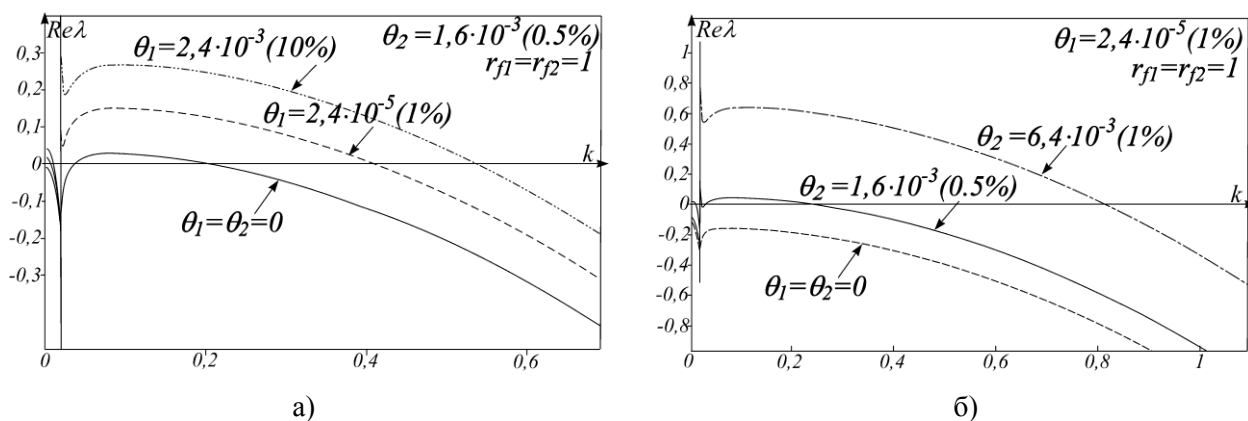 Reλ
0,3
0,2
0,1
0
-0,1
-0,2
-0,3
θ1=2,4·10-3(10%)
θ2=1,6·10-3(0.5%)
rf1=rf2=1
θ1=2,4·10-5(1%)
k
θ1=θ2=0
0 0,2 0,4 0,6
а)
Reλ
1
0,8
0,6
0,4
0,2
0
-0,2
-0,4
-0,6
-0,8
θ1=2,4·10-5(1%)
rf1=rf2=1
θ2=6,4·10-3(1%)
θ2=1,6·10-3(0.5%)
k
θ1=θ2=0
0 0,2 0,4 0,6 0,8 1
б)